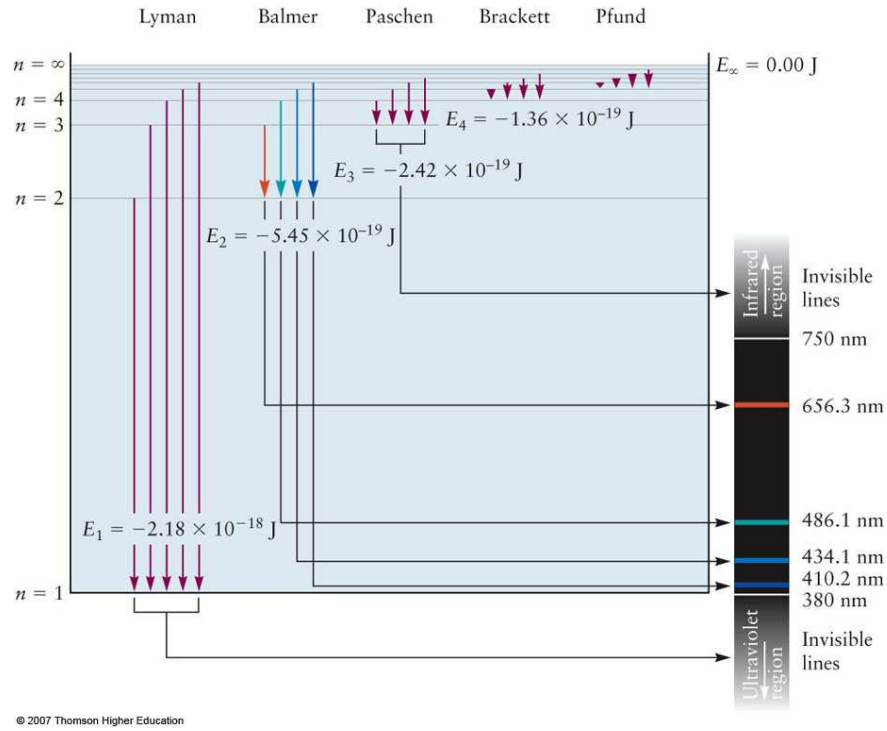 Lyman Balmer Paschen Brackett Pfund
n = ∞
E∞ = 0.00 J
n = 4
E4 = −1.36 × 10−19 J
n = 3
E3 = −2.42 × 10−19 J
n = 2
E2 = −5.45 × 10−19 J
Infrared
region
Invisible
lines
750 nm
656.3 nm
486.1 nm
E1 = −2.18 × 10−18 J
434.1 nm
410.2 nm
n = 1
380 nm
Ultraviolet
region
Invisible
lines
© 2007 Thomson Higher Education